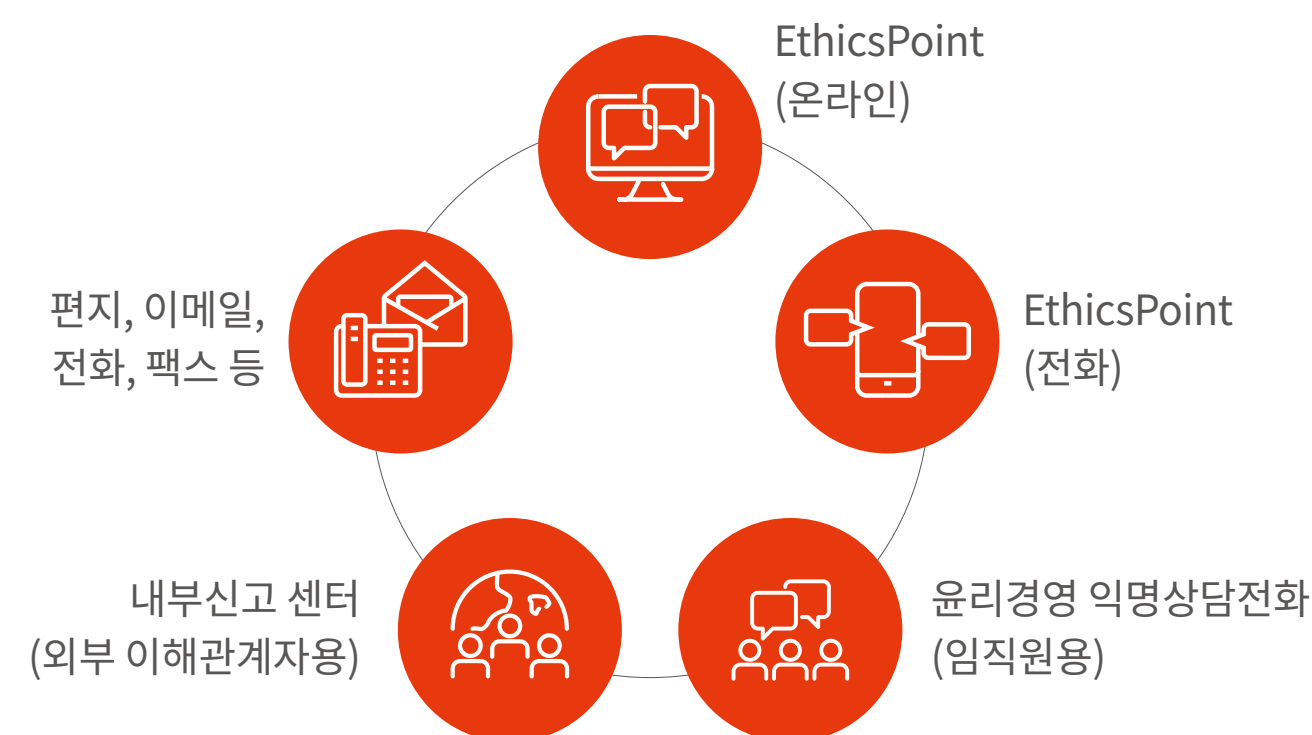 EthicsPoint
(온라인)
편지, 이메일,
전화, 팩스 등
EthicsPoint
(전화)
내부신고 센터
(외부 이해관계자용)
윤리경영 익명상담전화
(임직원용)